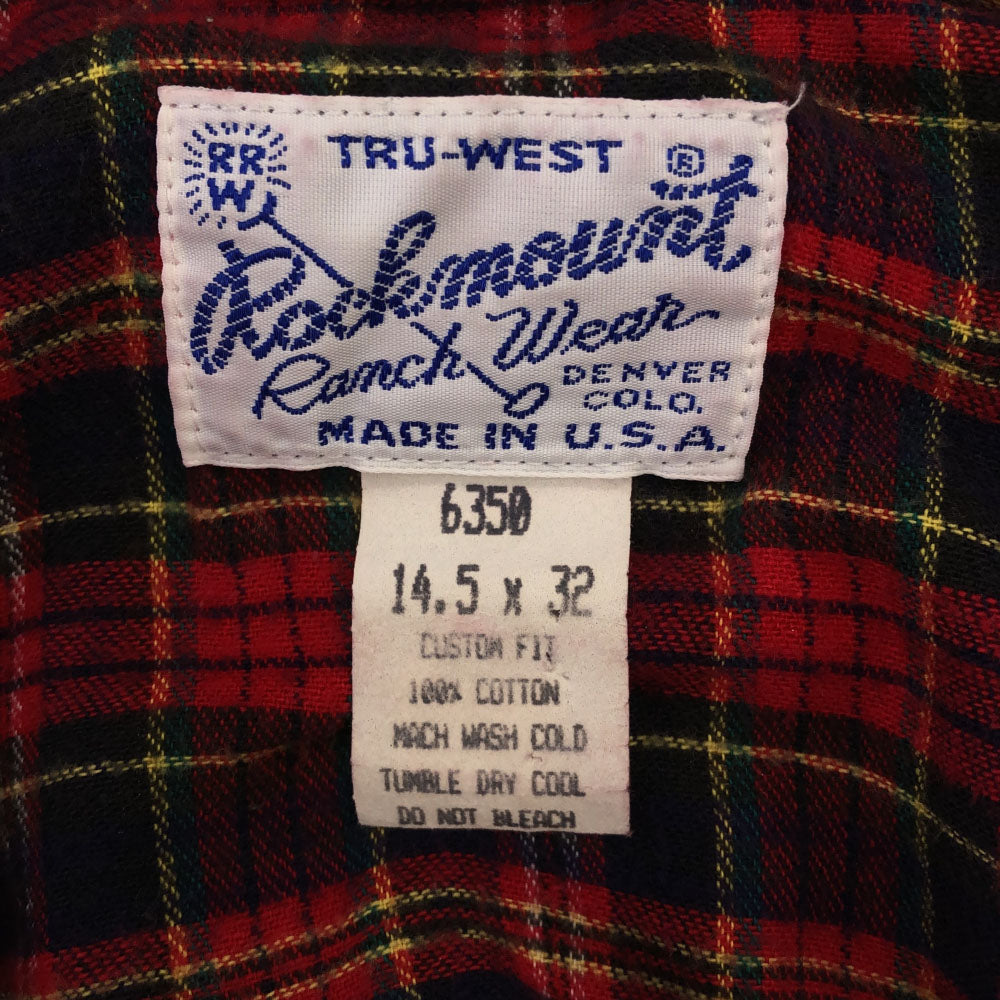 RR
W
TRU-WEST ®
Rockmount
Ranch Wear
DENVER
COLO.
MADE IN U.S.A.
6350
14.5 x 32
CUSTOM FIT
100% COTTON
MACH WASH COLD
TUMBLE DRY COOL
DO NOT BLEACH